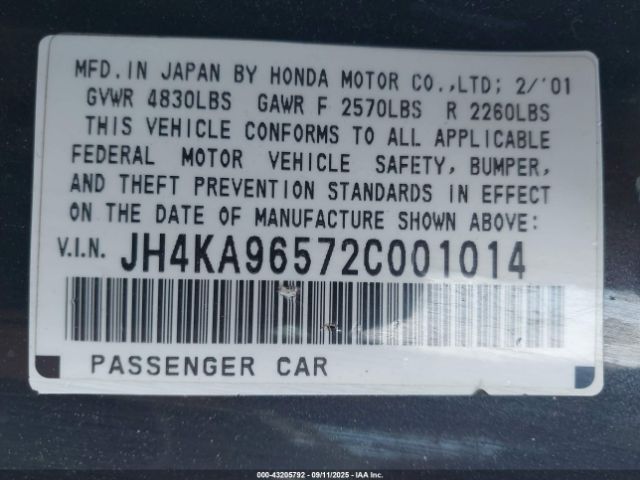 MFD. IN JAPAN BY HONDA MOTOR CO.,LTD; 2/'01
GVWR 4830LBS GAWR F 2570LBS R 2260LBS
THIS VEHICLE CONFORMS TO ALL APPLICABLE
FEDERAL MOTOR VEHICLE SAFETY, BUMPER,
AND THEFT PREVENTION STANDARDS IN EFFECT
ON THE DATE OF MANUFACTURE SHOWN ABOVE:
V.I.N. JH4KA96572C001014
PASSENGER CAR
000-43205792 - 09/11/2025 - IAA Inc.